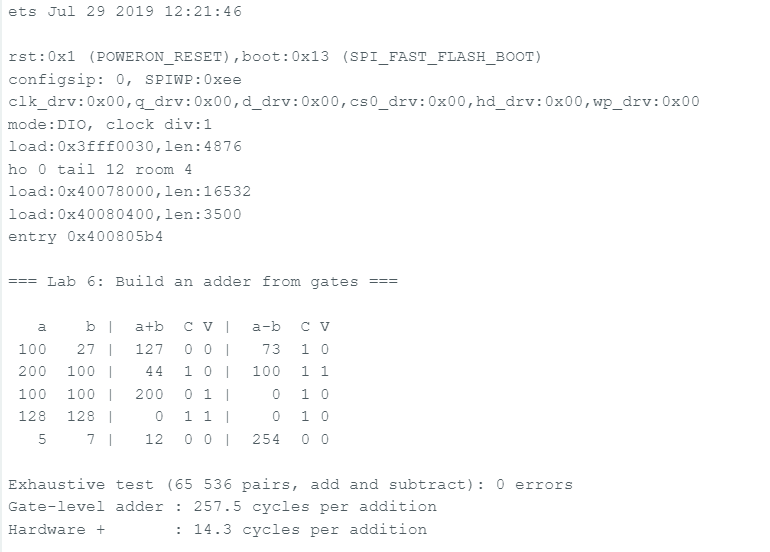 ets Jul 29 2019 12:21:46

rst:0x1 (POWERON_RESET),boot:0x13 (SPI_FAST_FLASH_BOOT)
configsip: 0, SPIWP:0xee
clk_drv:0x00,q_drv:0x00,d_drv:0x00,cs0_drv:0x00,hd_drv:0x00,wp_drv:0x00
mode:DIO, clock div:1
load:0x3fff0030,len:4876
ho 0 tail 12 room 4
load:0x40078000,len:16532
load:0x40080400,len:3500
entry 0x400805b4

=== Lab 6: Build an adder from gates ===

   a    b |  a+b  C V |  a-b  C V
 100   27 |  127  0 0 |   73  1 0
 200  100 |   44  1 0 |  100  1 1
 100  100 |  200  0 1 |    0  1 0
 128  128 |    0  1 1 |    0  1 0
   5    7 |   12  0 0 |  254  0 0

Exhaustive test (65 536 pairs, add and subtract): 0 errors
Gate-level adder : 257.5 cycles per addition
Hardware +       : 14.3 cycles per addition